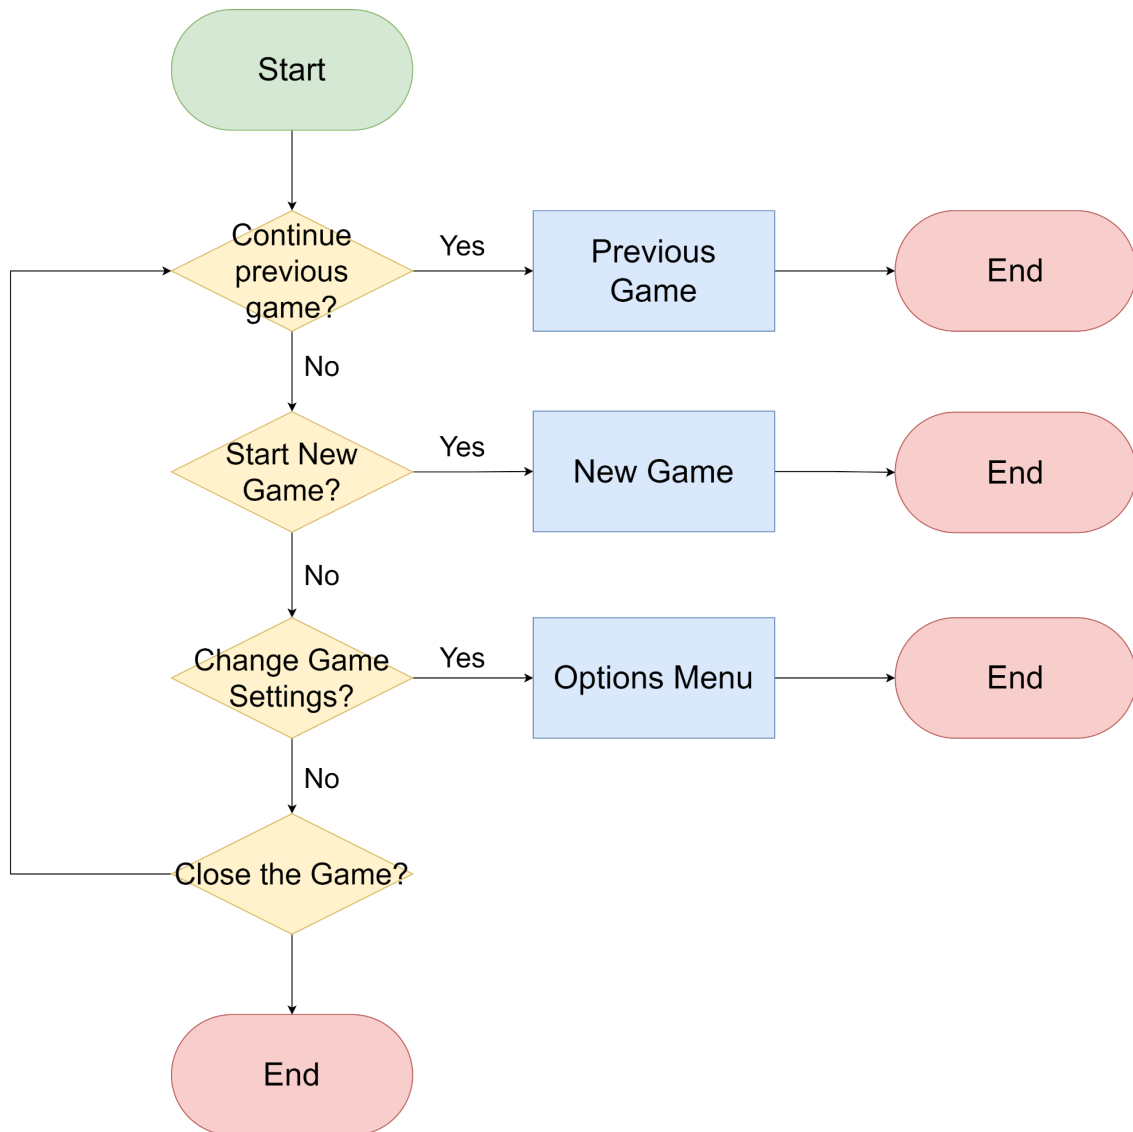 Start
Continue
previous
game?
Yes
Previous
Game
End
No
Start New
Game?
Yes
New Game
End
No
Change Game
Settings?
Yes
Options Menu
End
No
Close the Game?
End